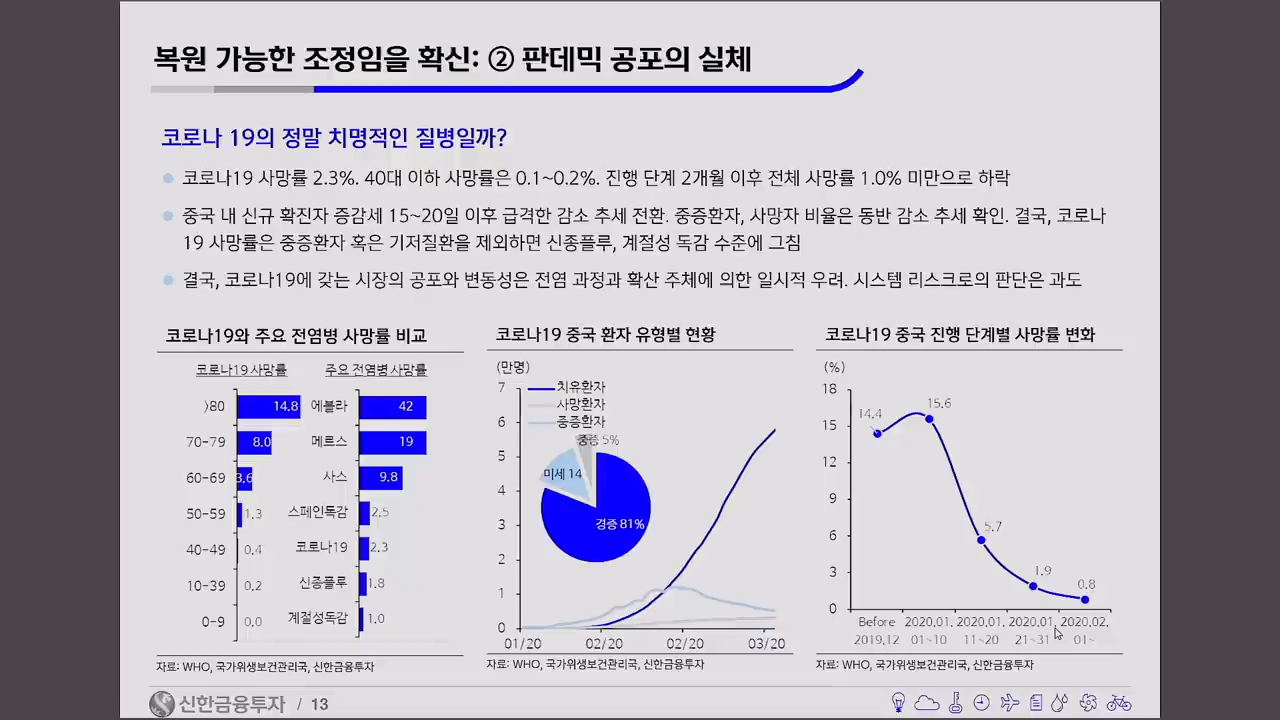 복원 가능한 조정임을 확신: ② 판데믹 공포의 실체
코로나 19의 정말 치명적인 질병일까?
코로나19 사망률 2.3%. 40대 이하 사망률은 0.1~0.2%. 진행 단계 2개월 이후 전체 사망률 1.0% 미만으로 하락
중국 내 신규 확진자 증감세 15~20일 이후 급격한 감소 추세 전환. 중증환자, 사망자 비율은 동반 감소 추세 확인. 결국, 코로나
19 사망률은 중증환자 혹은 기저질환을 제외하면 신종플루, 계절성 독감 수준에 그침
결국, 코로나19에 갖는 시장의 공포와 변동성은 전염 과정과 확산 주체에 의한 일시적 우려. 시스템 리스크로의 판단은 과도
코로나19와 주요 전염병 사망률 비교
코로나19 사망률 주요 전염병 사망률
>80 14.8 에볼라 42
70-79 8.0 메르스 19
60-69 3.6 사스 9.8
50-59 1.3 스페인독감 2.5
40-49 0.4 코로나19 2.3
10-39 0.2 신종플루 1.8
0-9 0.0 계절성독감 1.0
자료: WHO, 국가위생보건관리국, 신한금융투자
코로나19 중국 환자 유형별 현황
(만명)
7
치유환자
사망환자
6
중증환자
중증 5%
5
미세 14
4
경증 81%
3
2
1
0
01/20 02/20 02/20 03/20
자료: WHO, 국가위생보건관리국, 신한금융투자
코로나19 중국 진행 단계별 사망률 변화
(%)
18
15.6
14.4
15
12
9
5.7
6
3
1.9
0.8
0
Before 2020.01. 2020.01. 2020.01. 2020.02.
2019.12 01~10 11~20 21~31 01~
자료: WHO, 국가위생보건관리국, 신한금융투자
신한금융투자 / 13